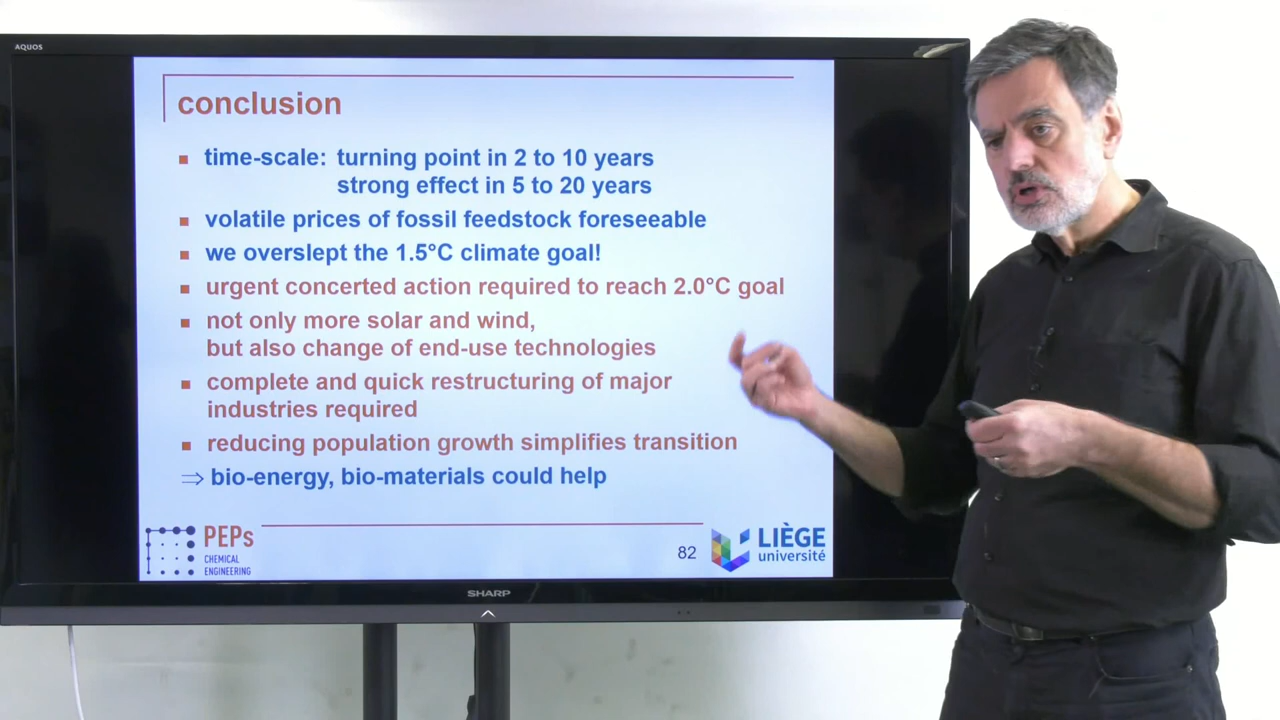 AQUOS
conclusion
time-scale: turning point in 2 to 10 years
strong effect in 5 to 20 years
volatile prices of fossil feedstock foreseeable
we overslept the 1.5°C climate goal!
urgent concerted action required to reach 2.0°C goal
not only more solar and wind,
but also change of end-use technologies
complete and quick restructuring of major
industries required
reducing population growth simplifies transition
⇒ bio-energy, bio-materials could help
PEPs
CHEMICAL
ENGINEERING
82
LIÈGE
université
SHARP